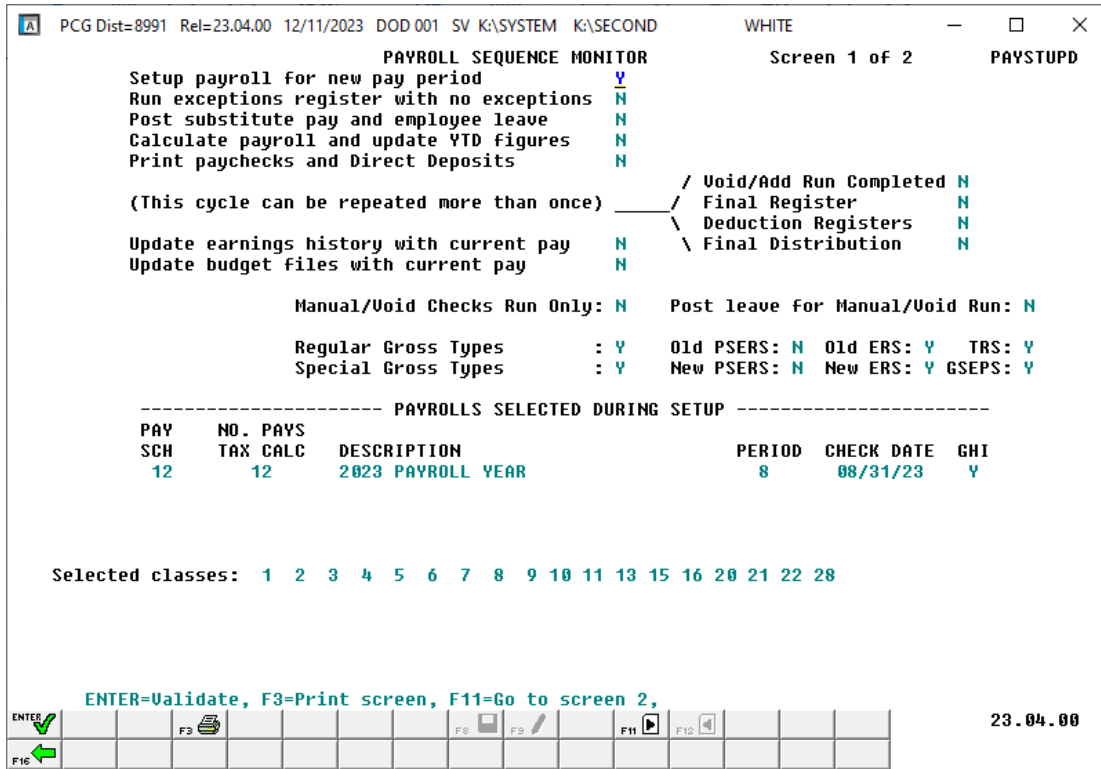 PCG Dist=8991 Rel=23.04.00 12/11/2023 DOD 001 SV K:\SYSTEM K:\SECOND WHITE
PAYROLL SEQUENCE MONITOR Screen 1 of 2 PAYSTUPD
Setup payroll for new pay period Y
Run exceptions register with no exceptions N
Post substitute pay and employee leave N
Calculate payroll and update YTD figures N
Print paychecks and Direct Deposits N
/ Void/Add Run Completed N
(This cycle can be repeated more than once) _____/ Final Register N
\ Deduction Registers N
Update earnings history with current pay N \ Final Distribution N
Update budget files with current pay N
Manual/Void Checks Run Only: N Post leave for Manual/Void Run: N
Regular Gross Types : Y Old PSERS: N Old ERS: Y TRS: Y
Special Gross Types : Y New PSERS: N New ERS: Y GSEPS: Y
---------------------- PAYROLLS SELECTED DURING SETUP -----------------------
PAY NO. PAYS
SCH TAX CALC DESCRIPTION PERIOD CHECK DATE GHI
12 12 2023 PAYROLL YEAR 8 08/31/23 Y
Selected classes: 1 2 3 4 5 6 7 8 9 10 11 13 15 16 20 21 22 28
ENTER=Validate, F3=Print screen, F11=Go to screen 2,
ENTER F3 F8 F9 F11 F12 23.04.00
F16